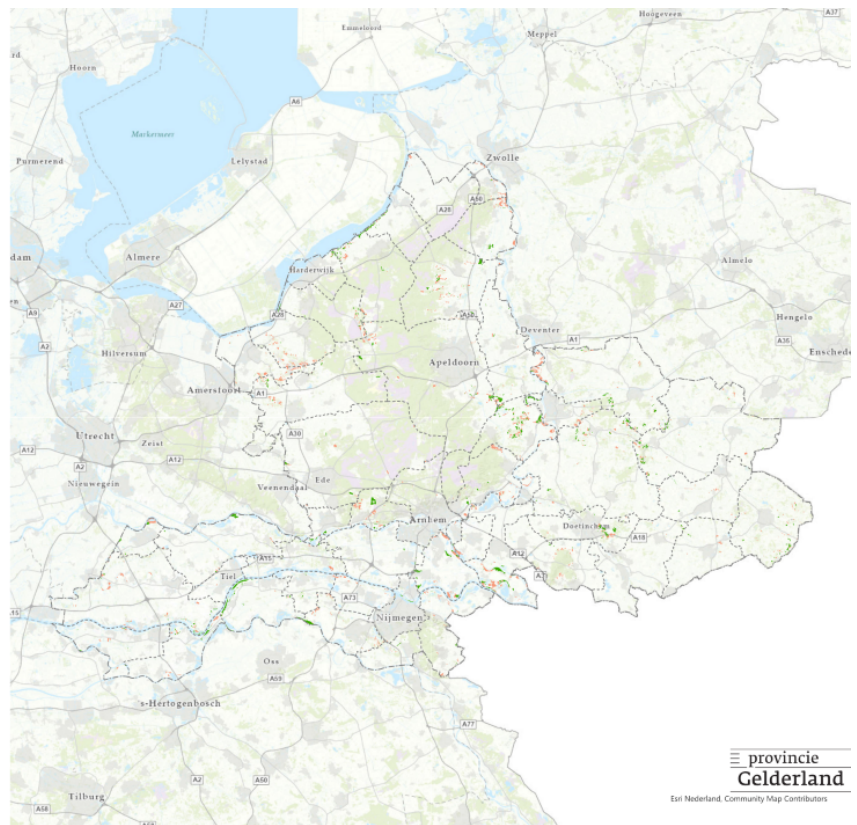 A37
Hoogeveen
Emmeloord
Meppel
Hoorn
A6
Markermeer
Purmerend
Lelystad
Zwolle
A50
A28
dam
Almere
Almelo
Harderwijk
A27
A9
A28
A50
Hengelo
Deventer
A1
A2
A35
Hilversum
Enschede
Apeldoorn
Amersfoort
A1
Utrecht
A30
Zeist
A12
A12
A2
Ede
Nieuwegein
Veenendaal
Arnhem
Doetinchem
A18
A12
A15
Tiel
A3
A15
A73
Nijmegen
Oss
A59
's-Hertogenbosch
A77
provincie
Gelderland
A2
A50
Tilburg
Esri Nederland, Community Map Contributors
A58